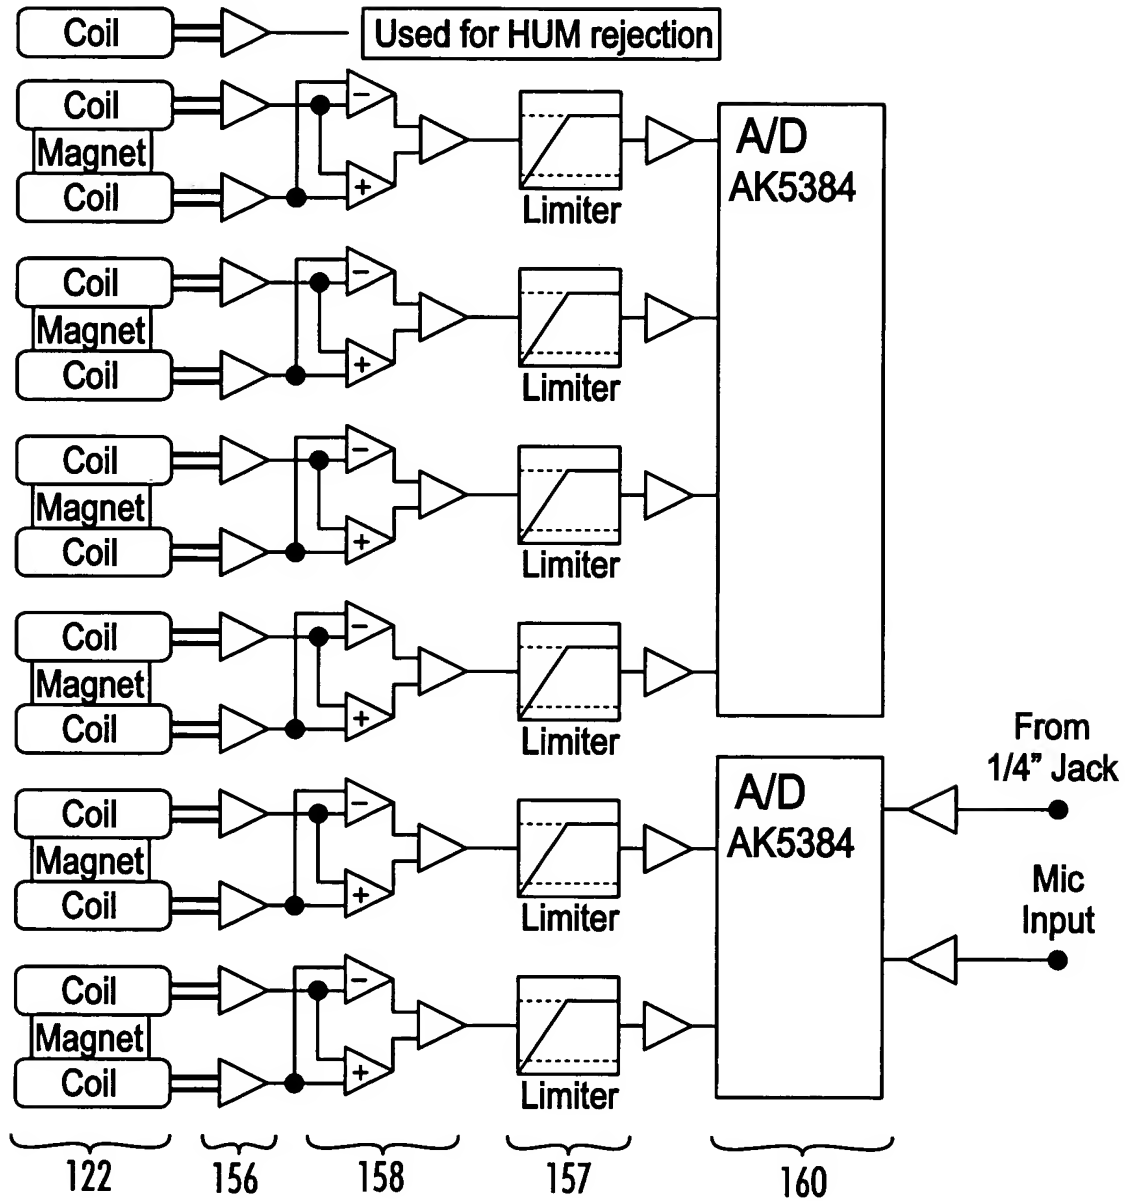 Coil
Used for HUM rejection
Coil
Magnet
Coil
−
+
Limiter
A/D
AK5384
Coil
Magnet
Coil
−
+
Limiter
Coil
Magnet
Coil
−
+
Limiter
Coil
Magnet
Coil
−
+
Limiter
From
1/4” Jack
Coil
Magnet
Coil
−
+
Limiter
A/D
AK5384
Mic
Input
Coil
Magnet
Coil
−
+
Limiter
122
156
158
157
160